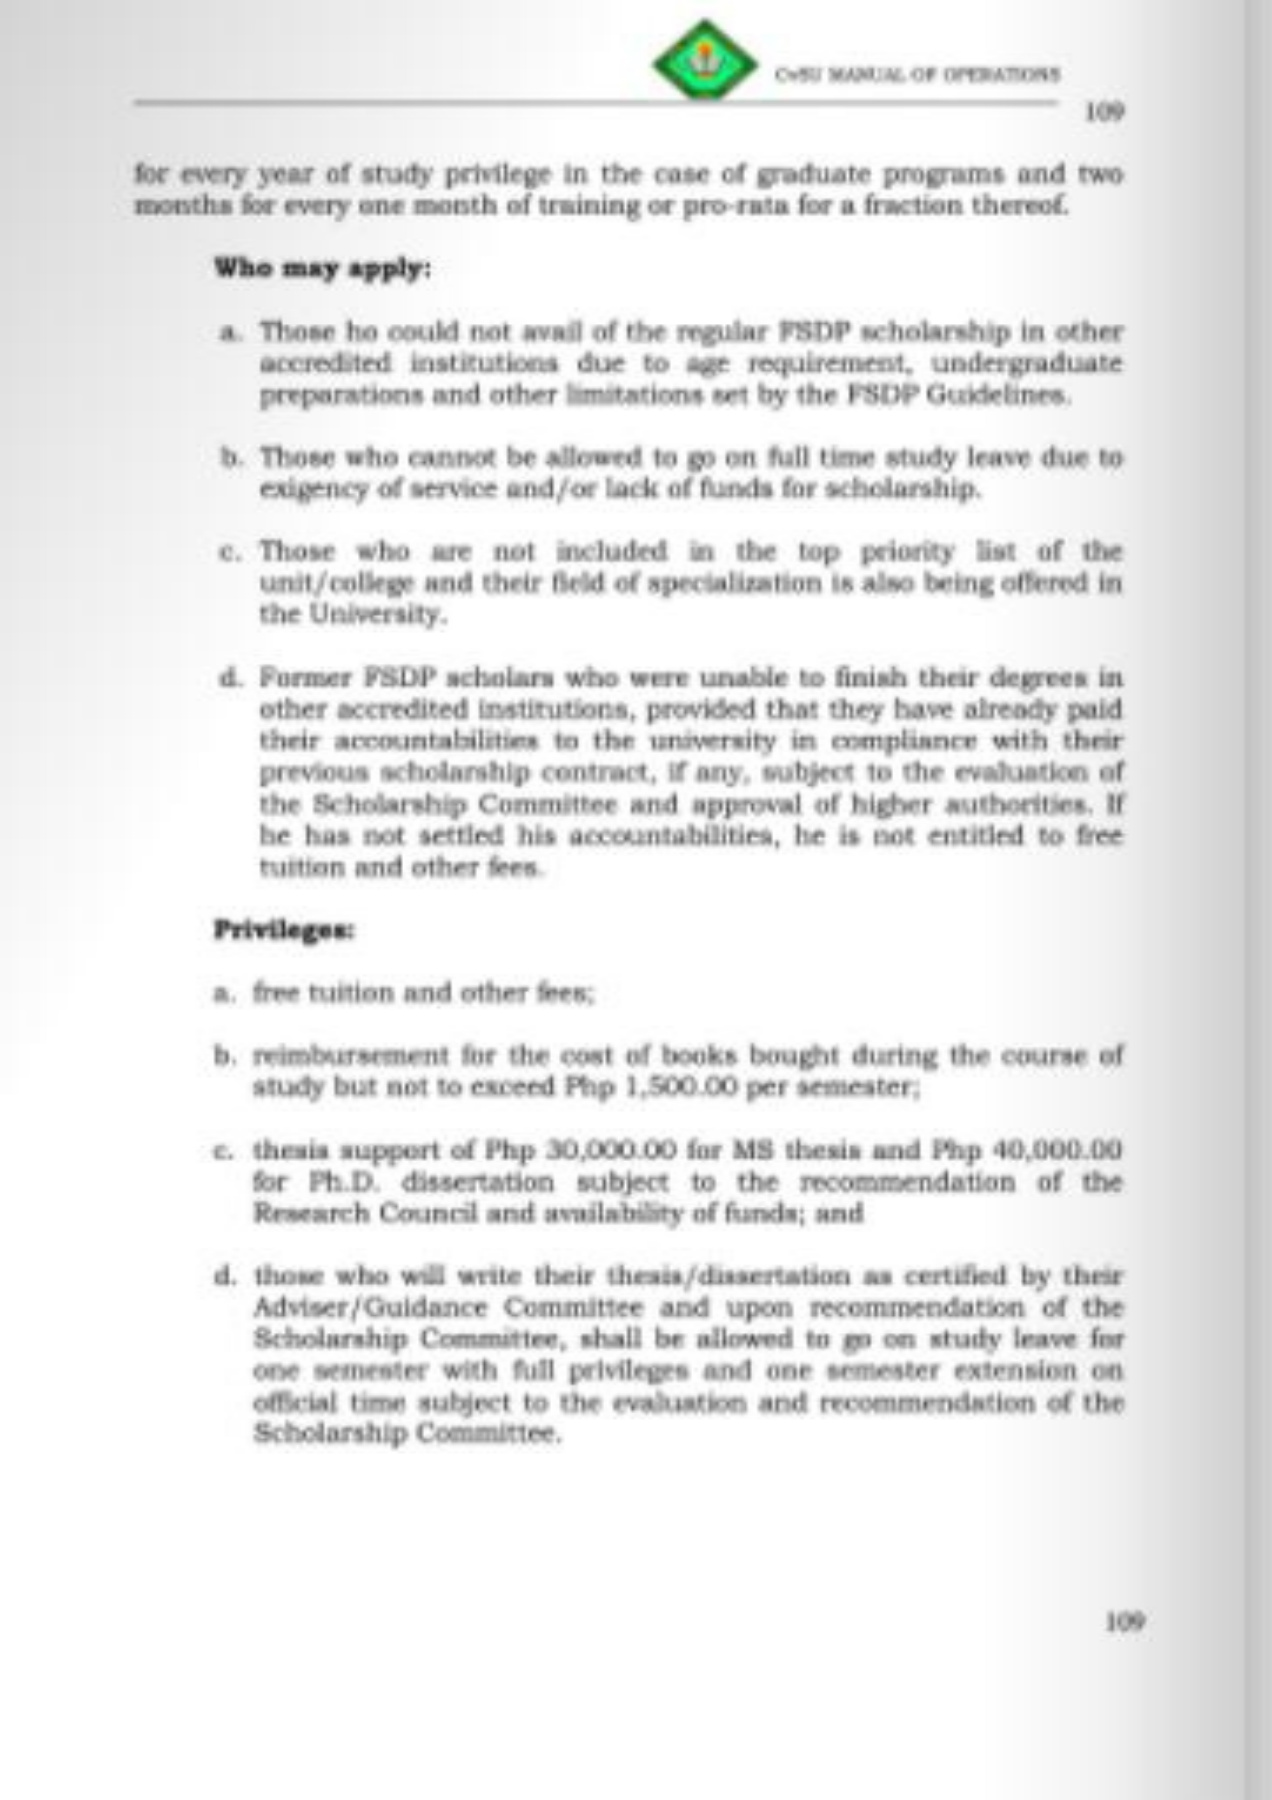 CvSU MANUAL OF OPERATIONS
109
for every year of study privilege in the case of graduate programs and two
months for every one month of training or pro-rata for a fraction thereof.
Who may apply:
a. Those ho could not avail of the regular FSDP scholarship in other
accredited institutions due to age requirement, undergraduate
preparations and other limitations set by the FSDP Guidelines.
b. Those who cannot be allowed to go on full time study leave due to
exigency of service and/or lack of funds for scholarship.
c. Those who are not included in the top priority list of the
unit/college and their field of specialization is also being offered in
the University.
d. Former FSDP scholars who were unable to finish their degrees in
other accredited institutions, provided that they have already paid
their accountabilities to the university in compliance with their
previous scholarship contract, if any, subject to the evaluation of
the Scholarship Committee and approval of higher authorities. If
he has not settled his accountabilities, he is not entitled to free
tuition and other fees.
Privileges:
a. free tuition and other fees;
b. reimbursement for the cost of books bought during the course of
study but not to exceed Php 1,500.00 per semester;
c. thesis support of Php 30,000.00 for MS thesis and Php 40,000.00
for Ph.D. dissertation subject to the recommendation of the
Research Council and availability of funds; and
d. those who will write their thesis/dissertation as certified by their
Adviser/Guidance Committee and upon recommendation of the
Scholarship Committee, shall be allowed to go on study leave for
one semester with full privileges and one semester extension on
official time subject to the evaluation and recommendation of the
Scholarship Committee.
109